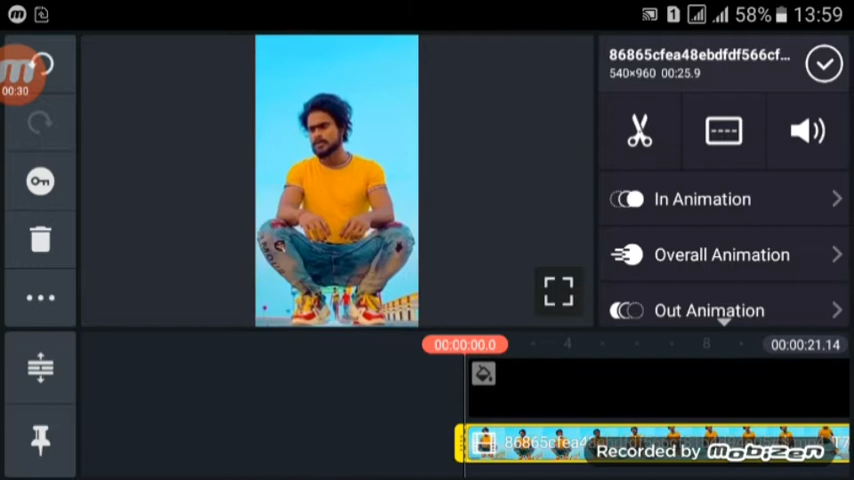 1 58% 13:59
00:30
86865cfea48ebdfdf566cf...
540×960 00:25.9
In Animation
Overall Animation
Out Animation
00:00:00.0
4
8
00:00:21.14
Recorded by mobizen